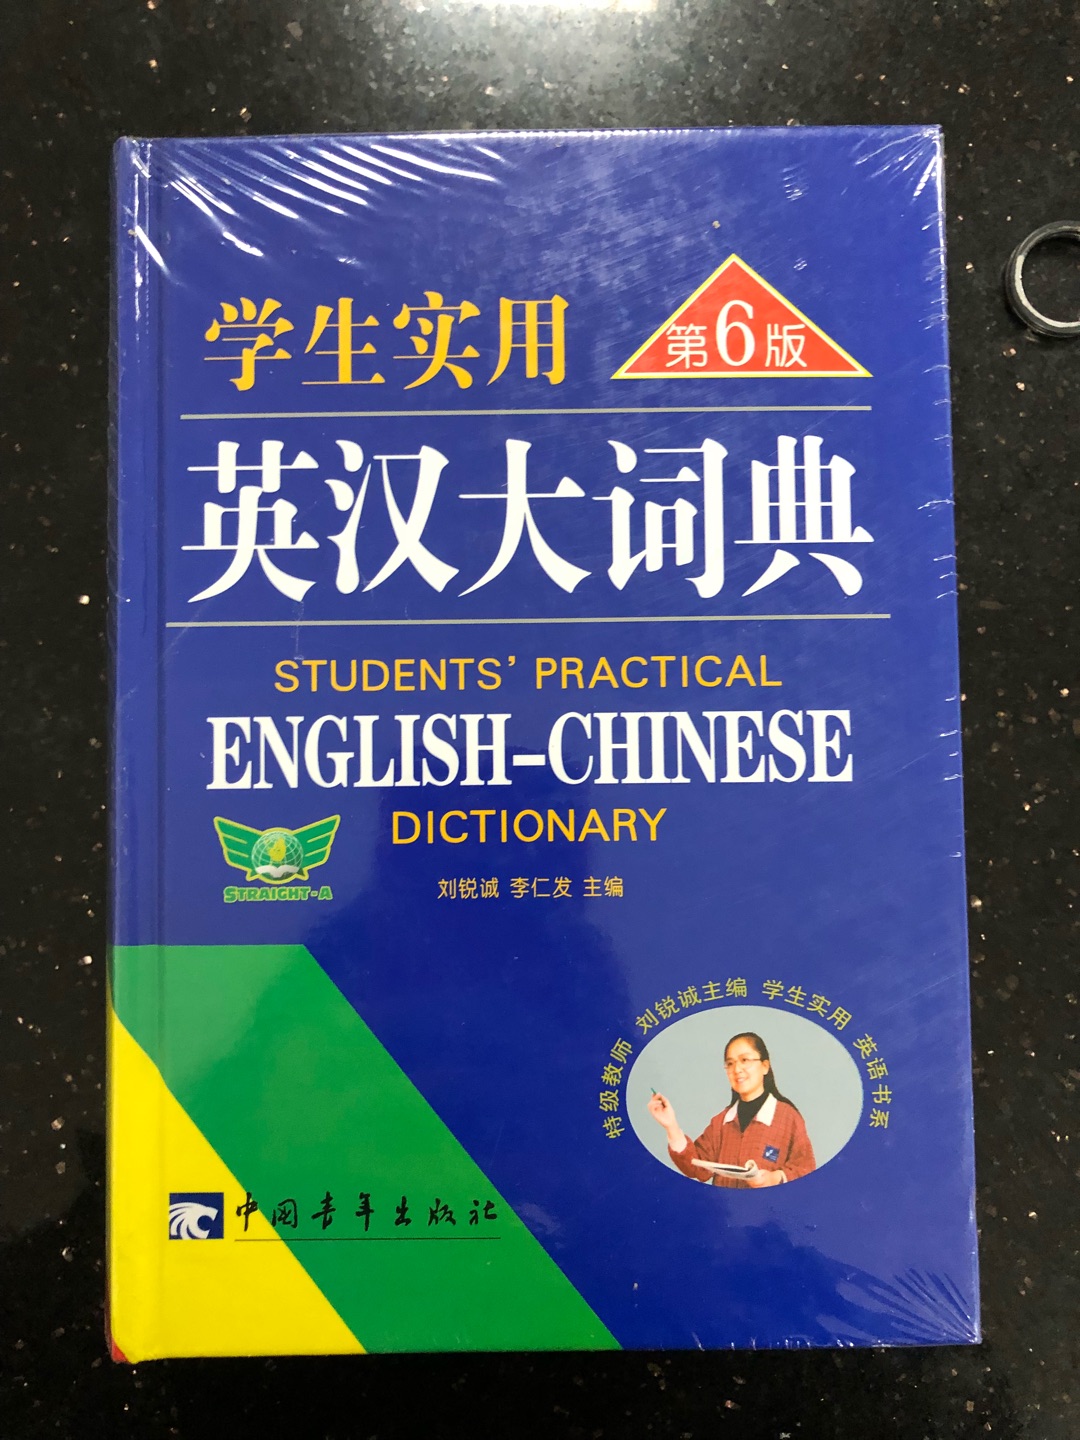 学生实用
第6版
英汉大词典
STUDENTS' PRACTICAL
ENGLISH-CHINESE
DICTIONARY
STRAIGHT-A
刘锐诚 李仁发 主编
特级教师 刘锐诚主编 学生实用 英语书系
中国青年出版社